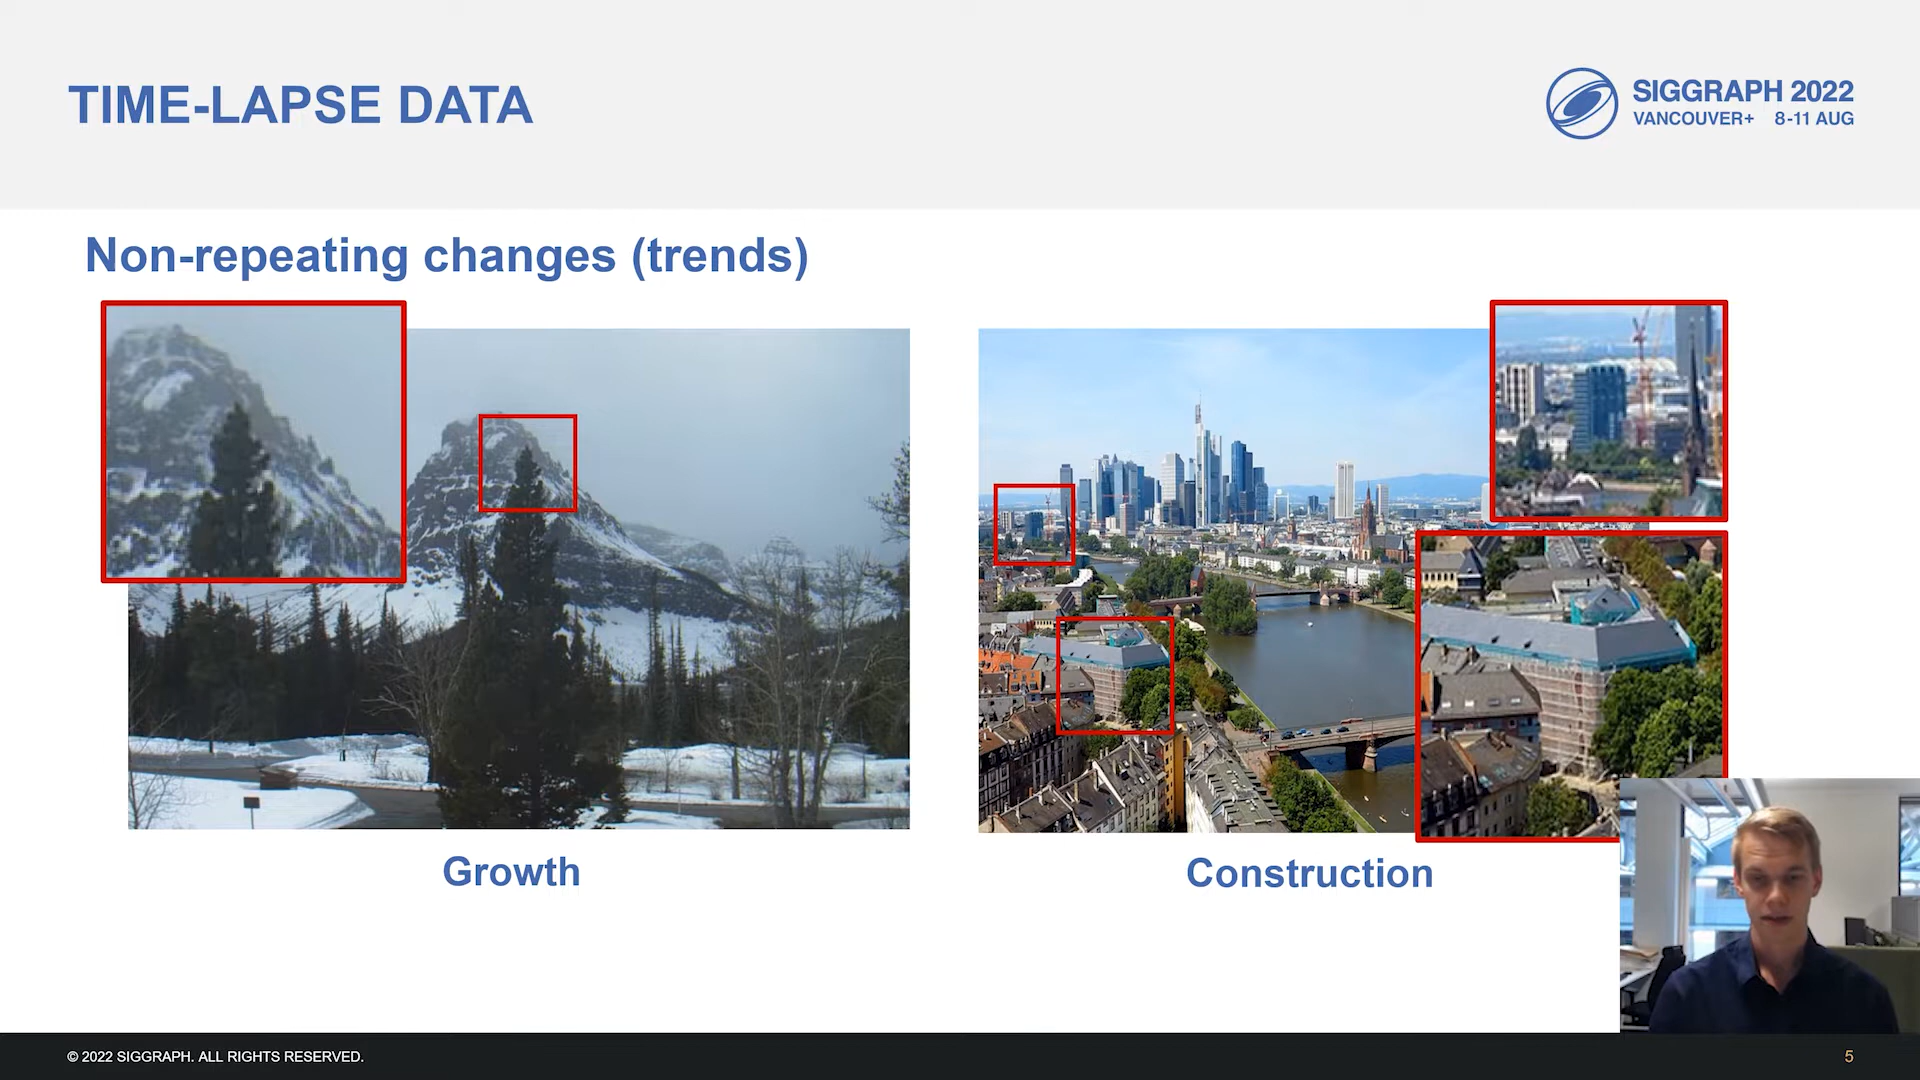 TIME-LAPSE DATA
SIGGRAPH 2022
VANCOUVER+ 8-11 AUG
Non-repeating changes (trends)
Growth
Construction
© 2022 SIGGRAPH. ALL RIGHTS RESERVED.
5